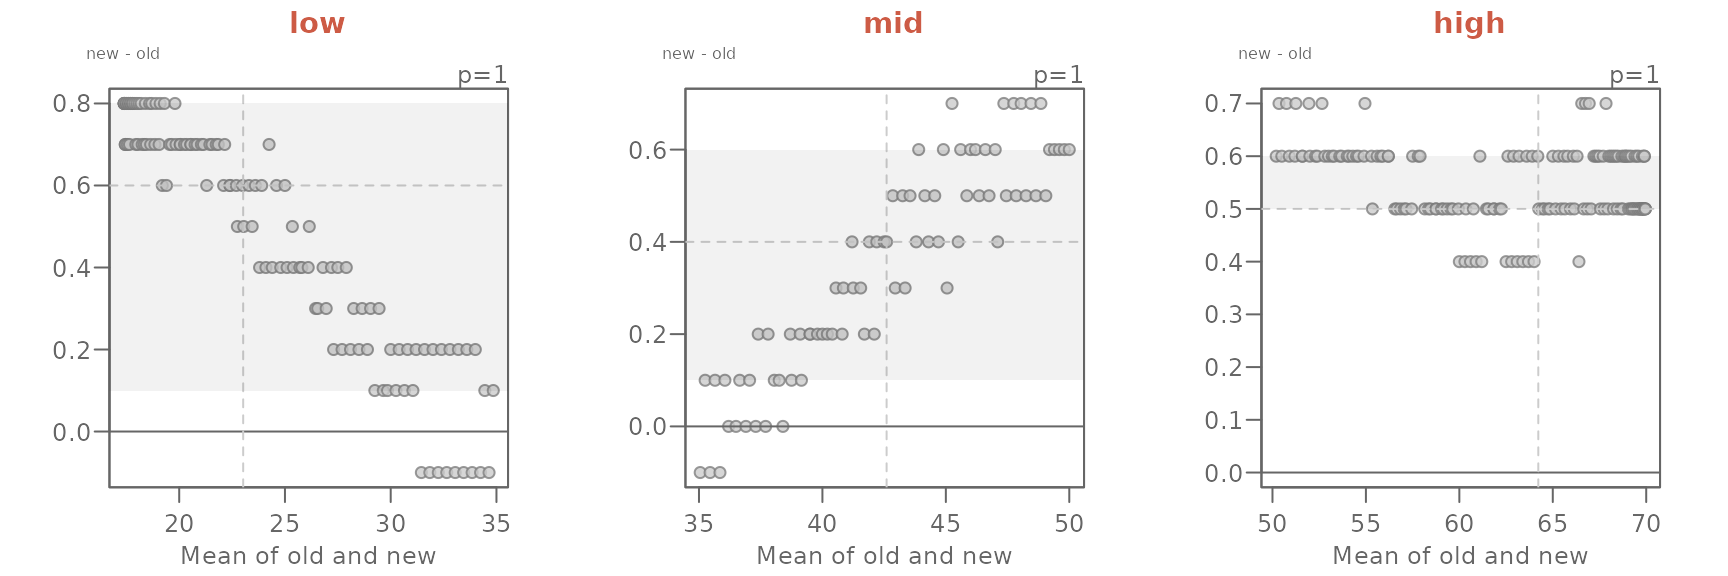 low
new - old
p=1
0.8
0.6
0.4
0.2
0.0
20 25 30 35
Mean of old and new
mid
new - old
p=1
0.6
0.4
0.2
0.0
35 40 45 50
Mean of old and new
high
new - old
p=1
0.7
0.6
0.5
0.4
0.3
0.2
0.1
0.0
50 55 60 65 70
Mean of old and new